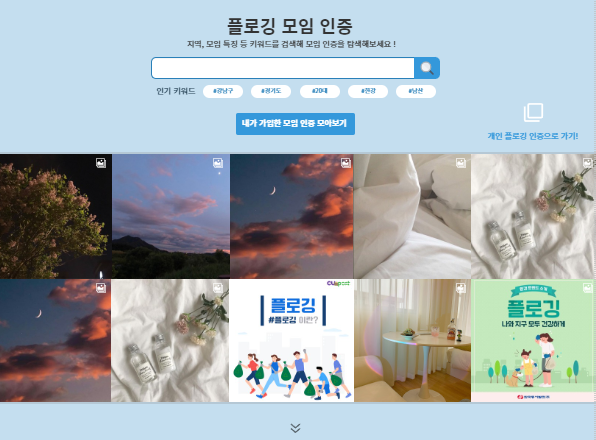 플로깅 모임 인증
지역, 모임 특징 등 키워드를 검색해 모임 인증을 탐색해보세요 !
인기 키워드 #강남구 #경기도 #20대 #한강 #남산
내가 가입한 모임 인증 모아보기
개인 플로깅 인증으로 가기!
플로깅
#플로깅 이란?
플로깅
나와 지구 모두 건강하게